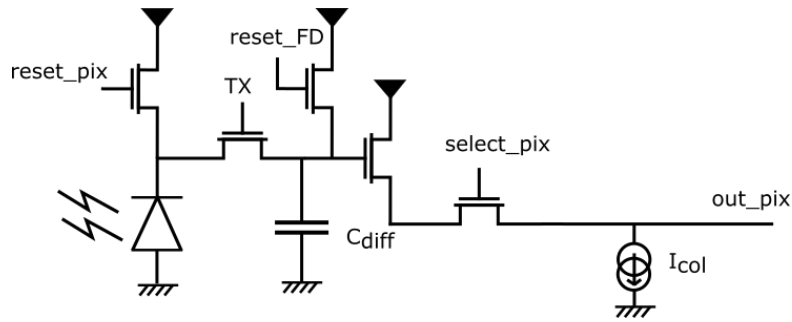 reset_FD
reset_pix
TX
select_pix
out_pix
Cdiff
Icol